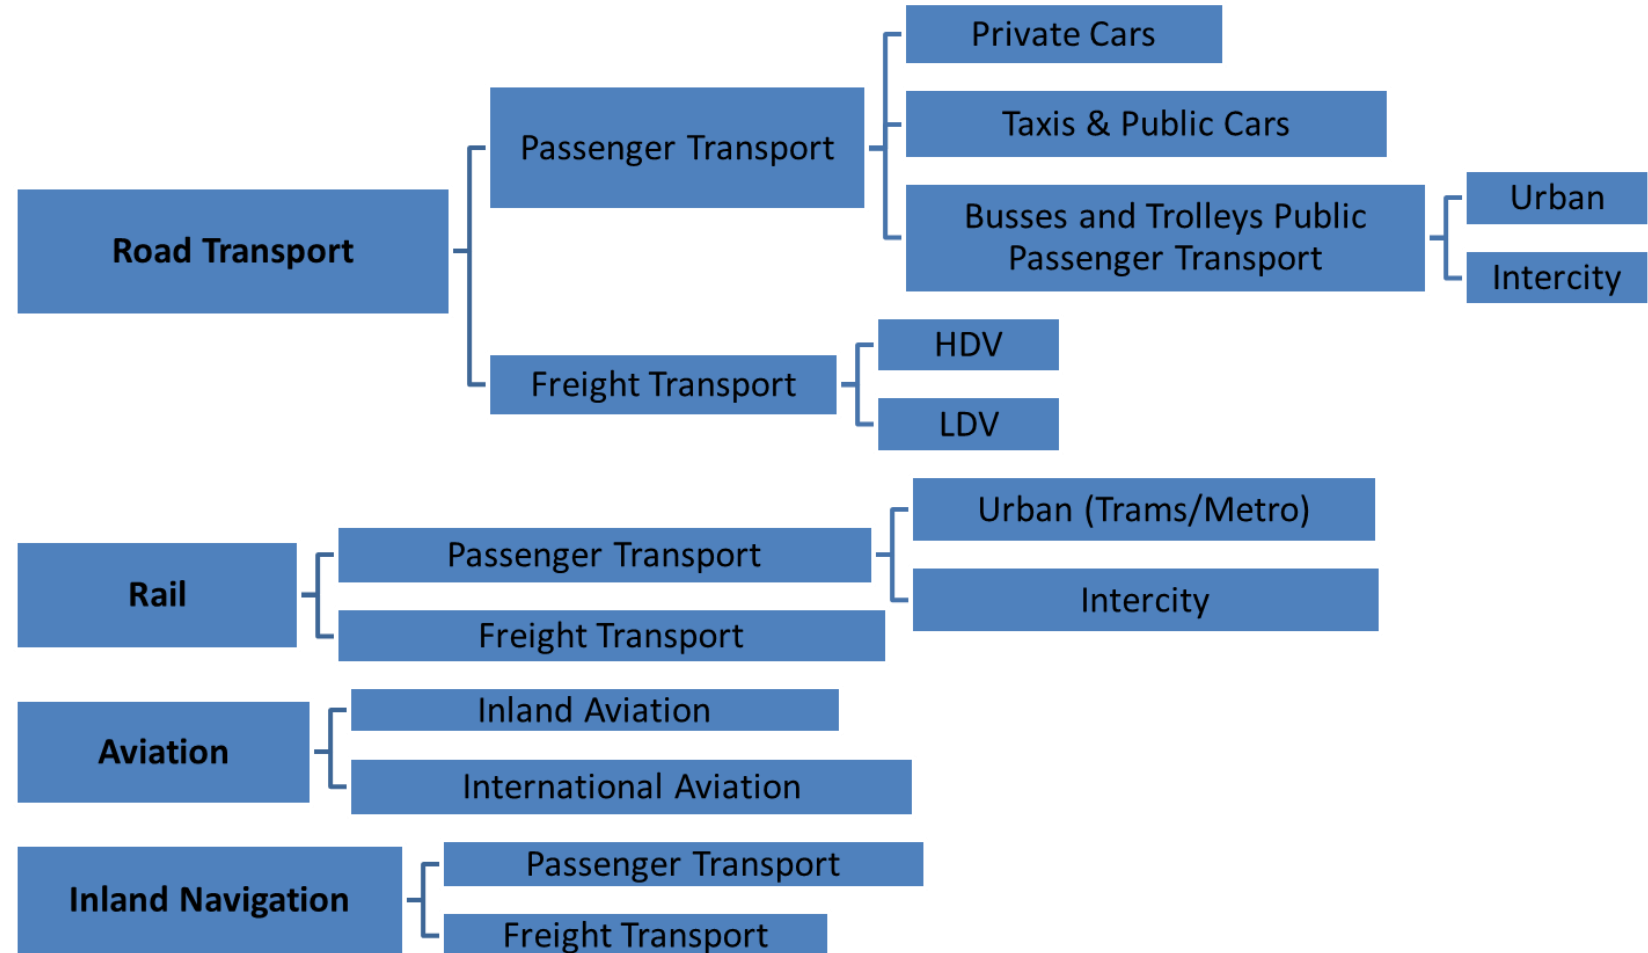 Road Transport
Passenger Transport
Private Cars
Taxis & Public Cars
Busses and Trolleys Public
Passenger Transport
Urban
Intercity
Freight Transport
HDV
LDV
Rail
Passenger Transport
Urban (Trams/Metro)
Intercity
Freight Transport
Aviation
Inland Aviation
International Aviation
Inland Navigation
Passenger Transport
Freight Transport